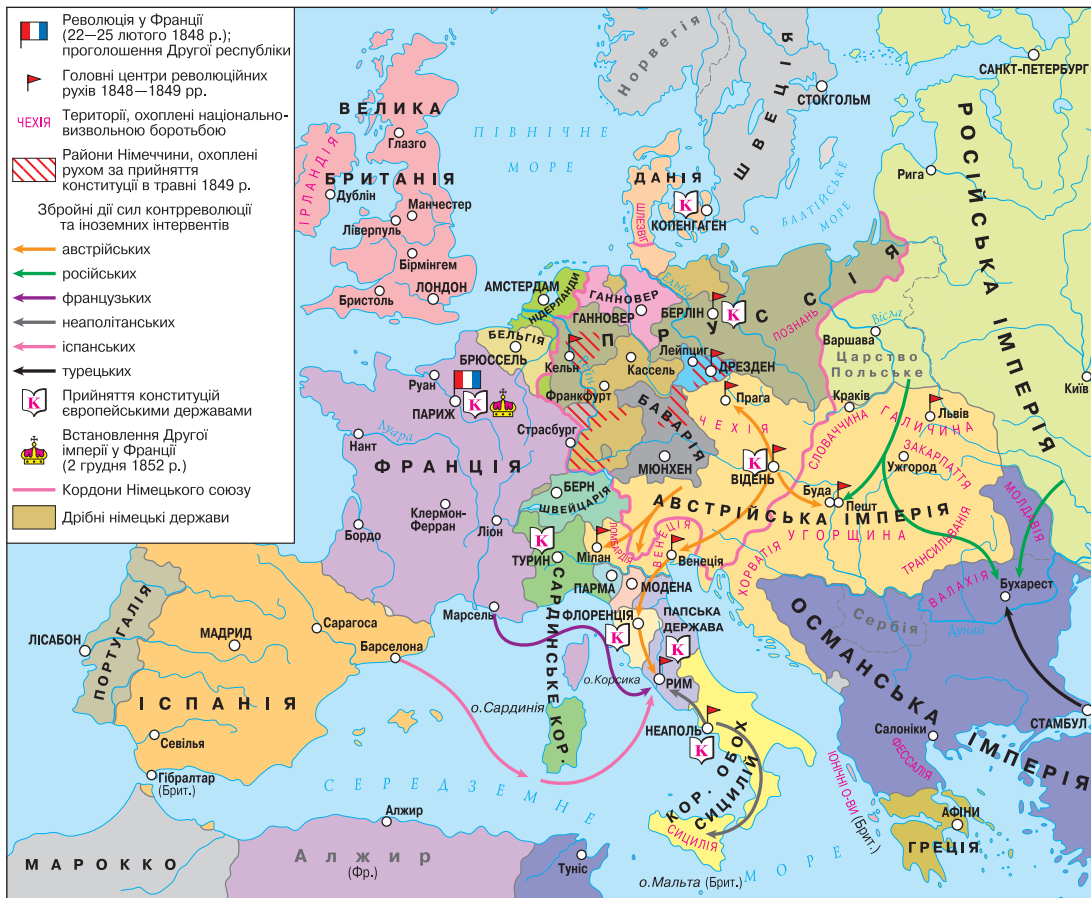 Революція у Франції
(22—25 лютого 1848 р.);
проголошення Другої республіки
Головні центри революційних
рухів 1848—1849 рр.
ЧЕХІЯ
Території, охоплені національно-
визвольною боротьбою
Райони Німеччини, охоплені
рухом за прийняття
конституції в травні 1849 р.
Збройні дії сил контрреволюції
та іноземних інтервентів
австрійських
російських
французьких
неаполітанських
іспанських
турецьких
К
Прийняття конституцій
європейськими державами
Встановлення Другої
імперії у Франції
(2 грудня 1852 р.)
Кордони Німецького союзу
Дрібні німецькі держави
Норвегія
ШВЕЦІЯ
СТОКГОЛЬМ
САНКТ-ПЕТЕРБУРГ
РОСІЙСЬКА ІМПЕРІЯ
ВЕЛИКА
БРИТАНІЯ
Глазго
ІРЛАНДІЯ
Дублін
Манчестер
Ліверпуль
Бірмінгем
Бристоль
ЛОНДОН
ПІВНІЧНЕ
МОРЕ
ДАНІЯ
К
КОПЕНГАГЕН
ШЛЕЗВІГ
БАЛТІЙСЬКЕ
МОРЕ
Рига
АМСТЕРДАМ
НІДЕРЛАНДИ
ГАННОВЕР
ГАННОВЕР
Ельба
БЕРЛІН
К
ПРУССІЯ
ПОЗНАНЬ
Вісла
Варшава
Царство
Польське
Київ
БЕЛЬГІЯ
БРЮССЕЛЬ
Кельн
Рейн
Кассель
Лейпциг
ДРЕЗДЕН
Франкфурт
Руан
ПАРИЖ
К
Страсбург
БАВАРІЯ
МЮНХЕН
Прага
ЧЕХІЯ
Краків
Львів
ГАЛИЧИНА
СЛОВАЧЧИНА
ЗАКАРПАТТЯ
Ужгород
К
ВІДЕНЬ
Буда
Пешт
АВСТРІЙСЬКА ІМПЕРІЯ
УГОРЩИНА
ТРАНСИЛЬВАНІЯ
МОЛДАВІЯ
ХОРВАТІЯ
Луара
Нант
ФРАНЦІЯ
Клермон-
Ферран
Ліон
Бордо
Марсель
БЕРН
ШВЕЙЦАРІЯ
К
ТУРИН
Мілан
ЛОМБАРДІЯ
ВЕНЕЦІЯ
Венеція
ПАРМА
МОДЕНА
ФЛОРЕНЦІЯ
К
ПАПСЬКА
ДЕРЖАВА
К
РИМ
САРДИНСЬКЕ КОР.
о.Корсика
о.Сардинія
НЕАПОЛЬ
К
КОР. ОБОХ
СИЦИЛІЙ
СИЦИЛІЯ
ВАЛАХІЯ
Бухарест
Сербія
Дунай
ОСМАНСЬКА
ІМПЕРІЯ
СТАМБУЛ
Салоніки
ФЕССАЛІЯ
ІОНІЧНІ О-ВИ (Брит.)
АФІНИ
ГРЕЦІЯ
ПОРТУГАЛІЯ
ЛІСАБОН
МАДРИД
Сарагоса
Барселона
ІСПАНІЯ
Севілья
Гібралтар
(Брит.)
СЕРЕДЗЕМНЕ
МОРЕ
МАРОККО
Алжир
Алжир
(Фр.)
Туніс
о.Мальта (Брит.)